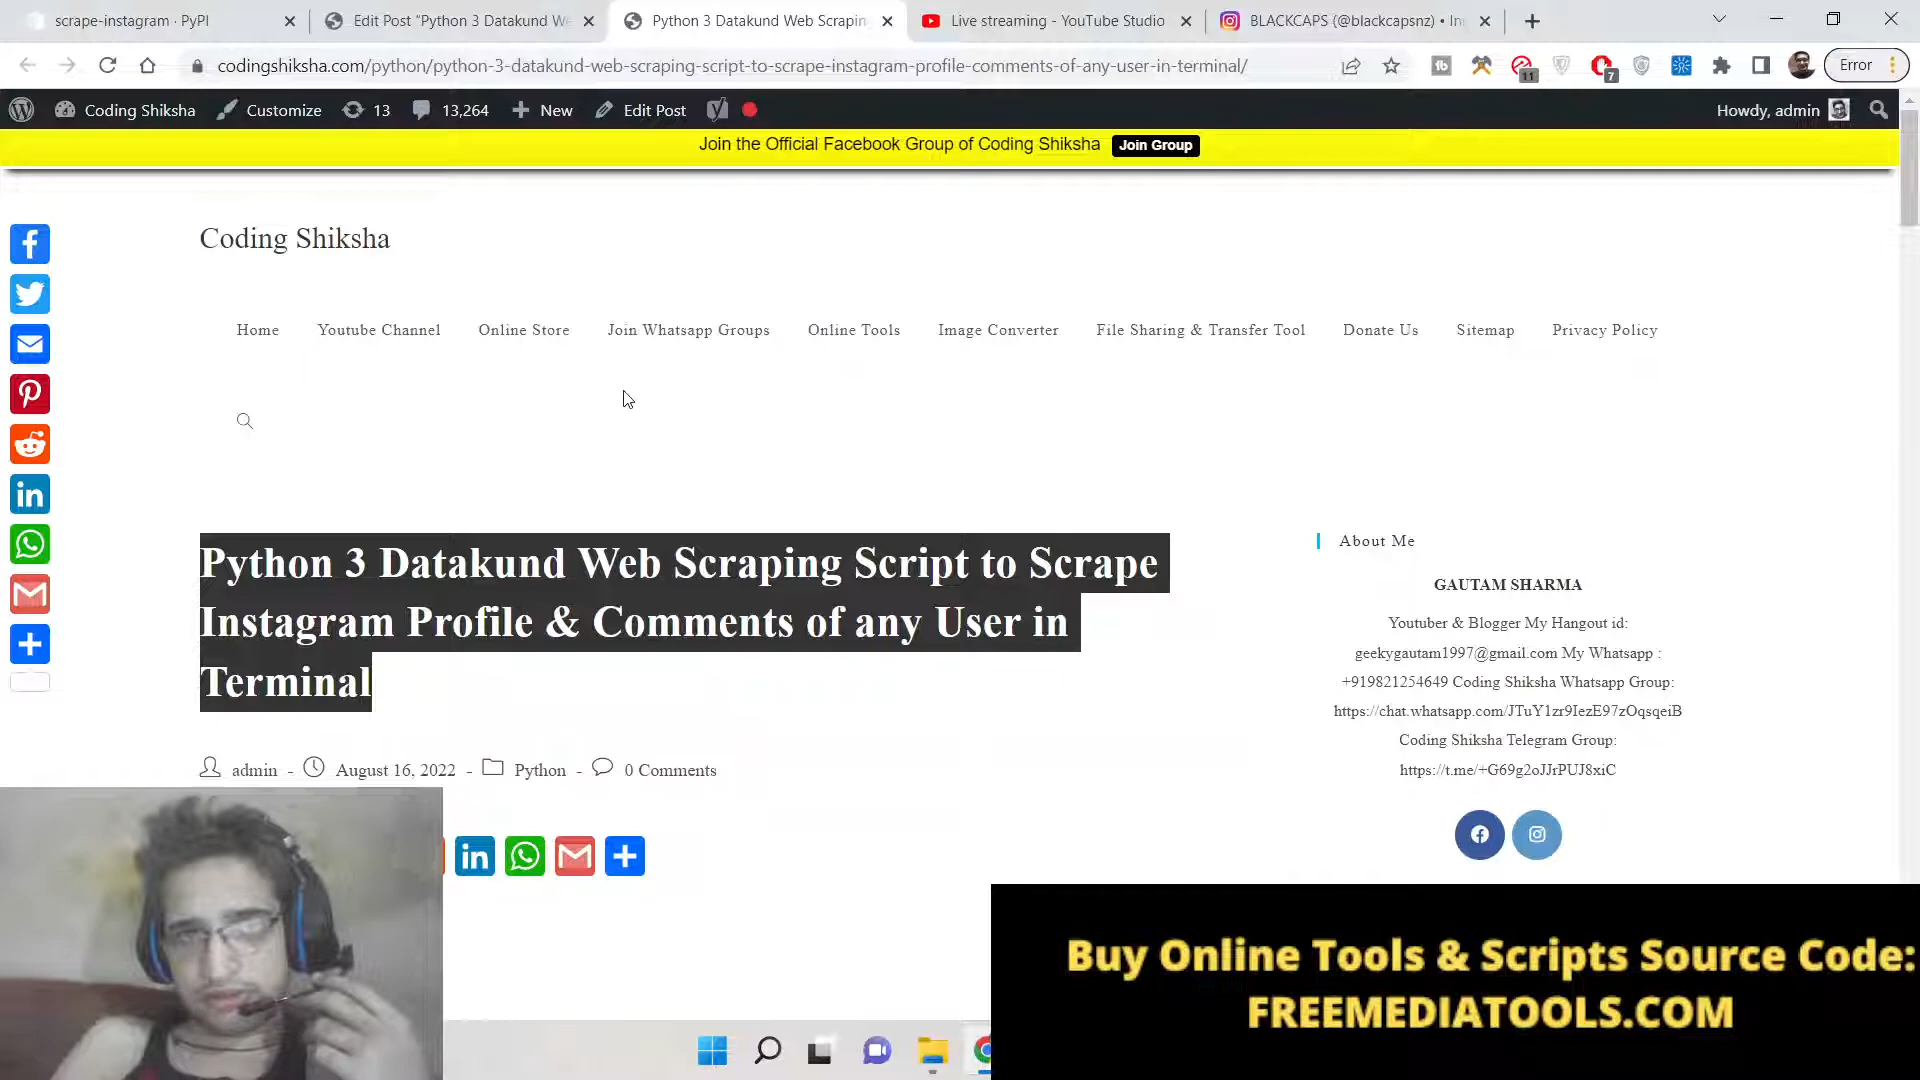 scrape-instagram · PyPI
Edit Post "Python 3 Datakund We
Python 3 Datakund Web Scrapin
Live streaming - YouTube Studio
BLACKCAPS (@blackcapsnz) • In
codingshiksha.com/python/python-3-datakund-web-scraping-script-to-scrape-instagram-profile-comments-of-any-user-in-terminal/
11
7
Error
Coding Shiksha
Customize
13
13,264
New
Edit Post
Howdy, admin
Join the Official Facebook Group of Coding Shiksha
Join Group
Coding Shiksha
Home
Youtube Channel
Online Store
Join Whatsapp Groups
Online Tools
Image Converter
File Sharing & Transfer Tool
Donate Us
Sitemap
Privacy Policy
Python 3 Datakund Web Scraping Script to Scrape
Instagram Profile & Comments of any User in
Terminal
admin - August 16, 2022 - Python - 0 Comments
About Me
GAUTAM SHARMA
Youtuber & Blogger My Hangout id:
geekygautam1997@gmail.com My Whatsapp :
+919821254649 Coding Shiksha Whatsapp Group:
https://chat.whatsapp.com/JTuY1zr9IezE97zOqsqeiB
Coding Shiksha Telegram Group:
https://t.me/+G69g2oJJrPUJ8xiC
Buy Online Tools & Scripts Source Code:
FREEMEDIATOOLS.COM